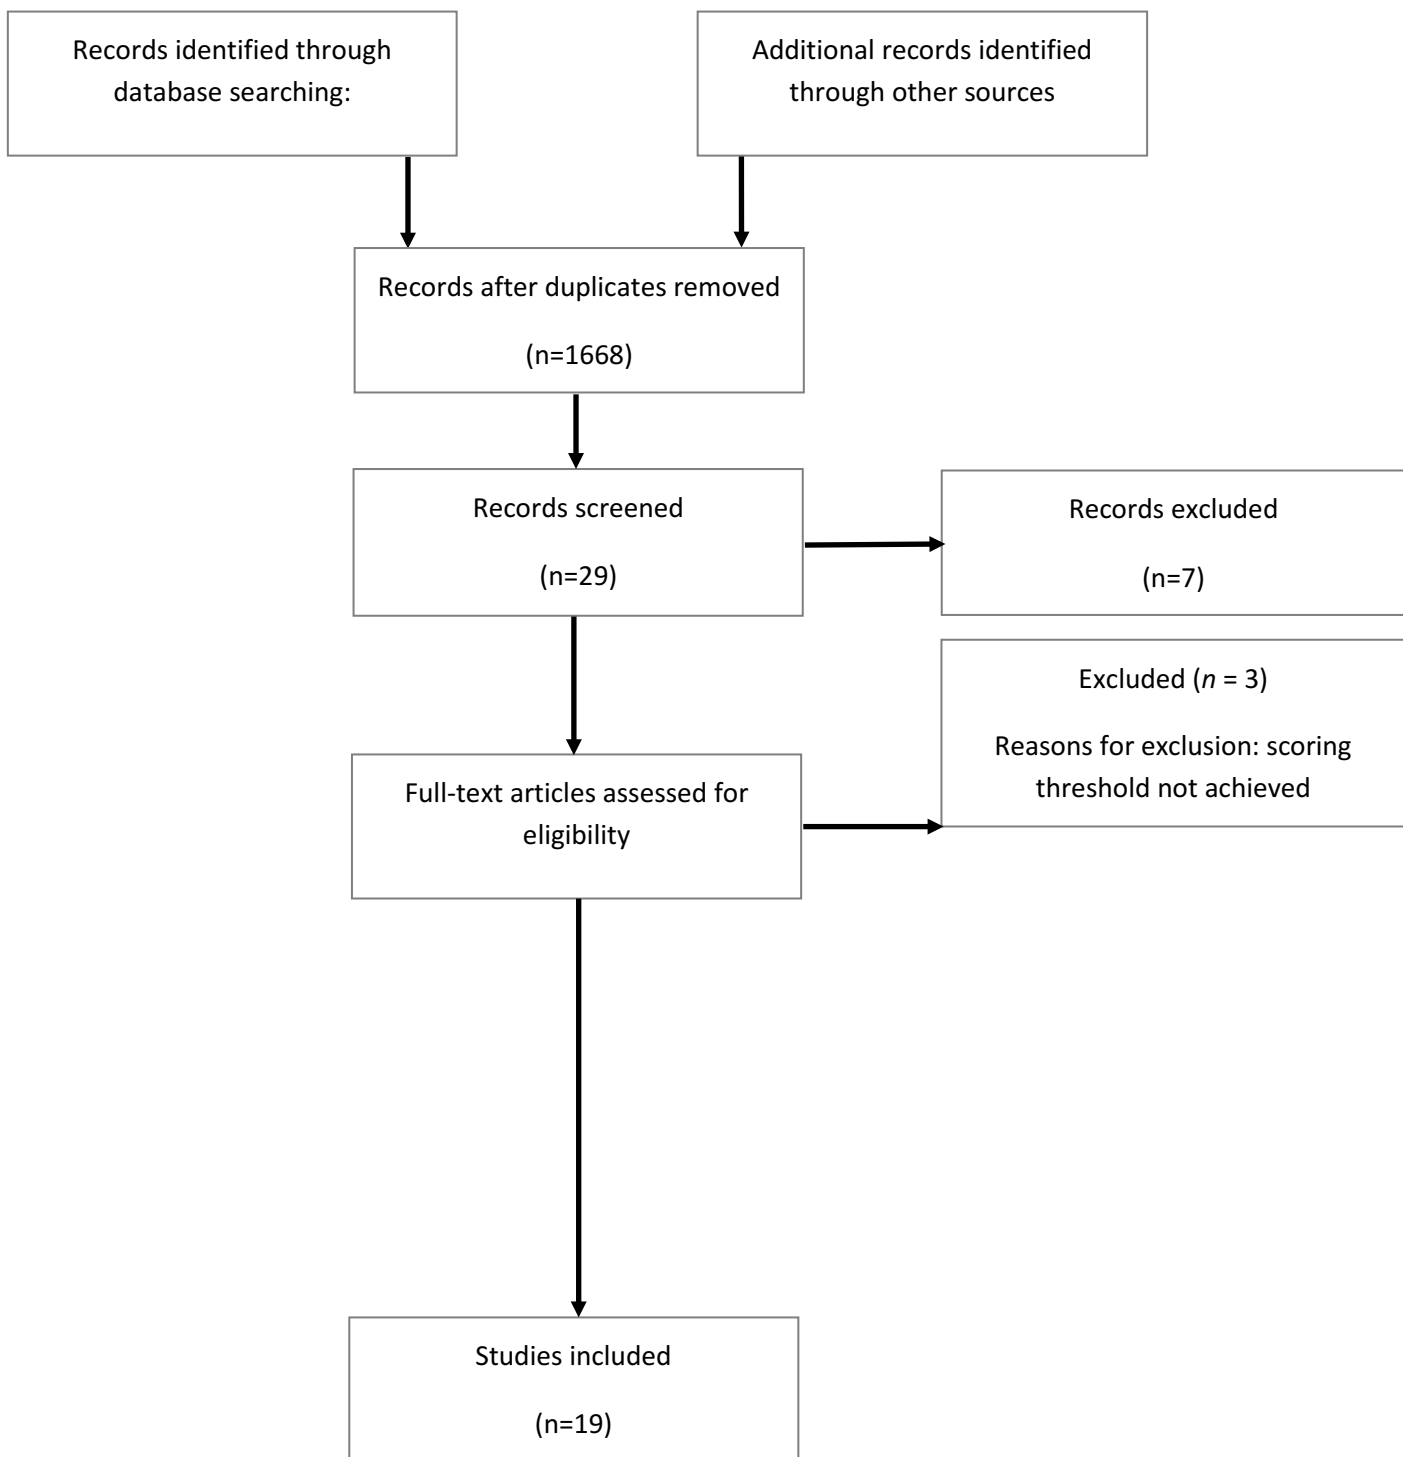 Records identified through
database searching:
Additional records identified
through other sources
Records after duplicates removed
(n=1668)
Records screened
(n=29)
Records excluded
(n=7)
Excluded (n = 3)
Reasons for exclusion: scoring
threshold not achieved
Full-text articles assessed for
eligibility
Studies included
(n=19)